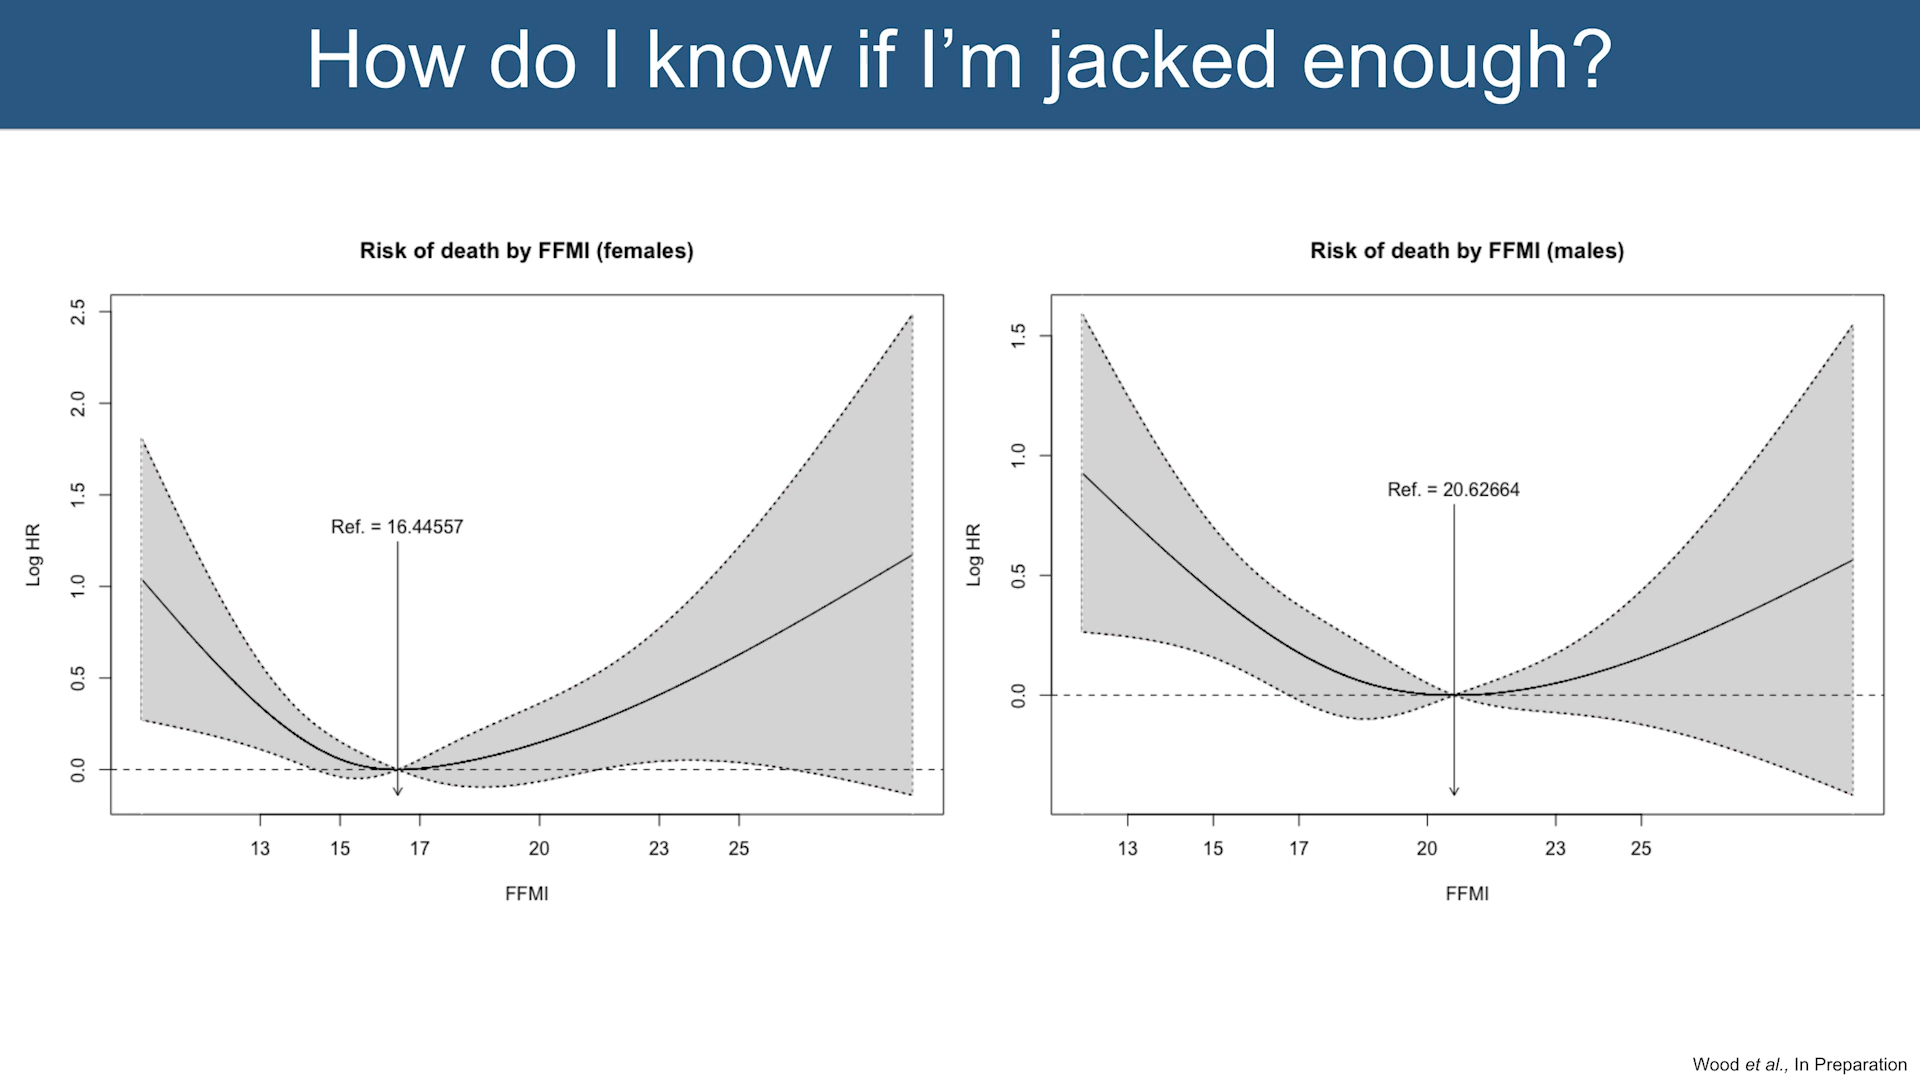 How do I know if I’m jacked enough?
Risk of death by FFMI (females)
2.5
2.0
1.5
1.0
0.5
0.0
Log HR
Ref. = 16.44557
13 15 17 20 23 25
FFMI
Risk of death by FFMI (males)
1.5
1.0
0.5
0.0
Log HR
Ref. = 20.62664
13 15 17 20 23 25
FFMI
Wood et al., In Preparation